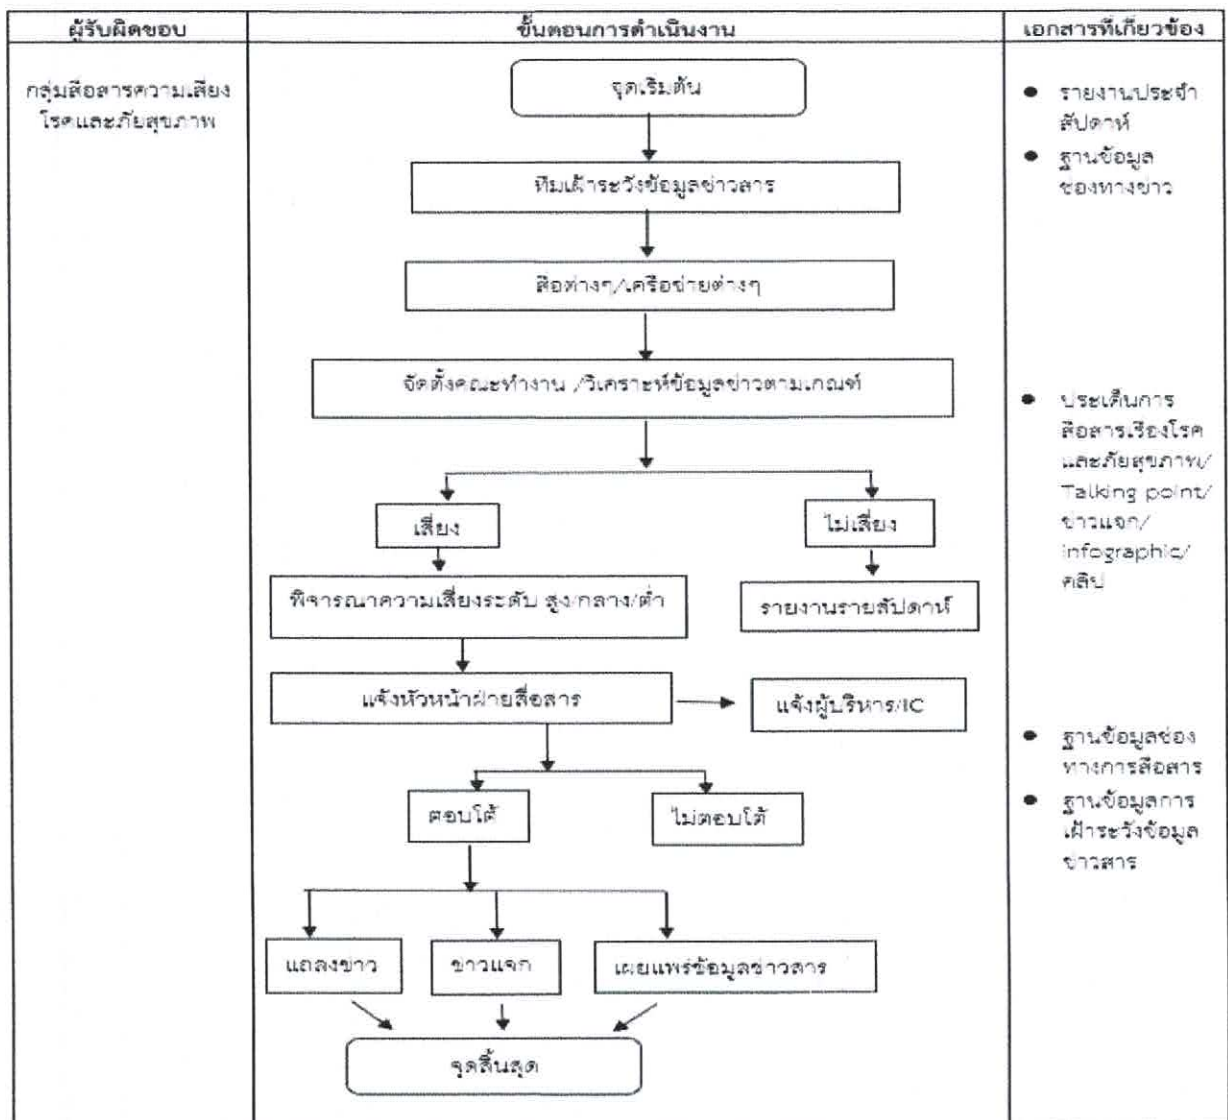 ผู้รับผิดชอบ
ขั้นตอนการดำเนินงาน
เอกสารที่เกี่ยวข้อง
กลุ่มสื่อสารความเสี่ยง
โรคและภัยสุขภาพ
จุดเริ่มต้น
ทีมเฝ้าระวังข้อมูลข่าวสาร
สื่อต่างๆ/เครือข่ายต่างๆ
จัดตั้งคณะทำงาน /วิเคราะห์ข้อมูลข่าวตามเกณฑ์
เสี่ยง
ไม่เสี่ยง
พิจารณาความเสี่ยงระดับ สูง/กลาง/ต่ำ
รายงานรายสัปดาห์
แจ้งหัวหน้าฝ่ายสื่อสาร
แจ้งผู้บริหาร/IC
ตอบโต้
ไม่ตอบโต้
แถลงข่าว
ข่าวแจก
เผยแพร่ข้อมูลข่าวสาร
จุดสิ้นสุด
● รายงานประจำ
สัปดาห์
● ฐานข้อมูล
ช่องทางข่าว
● ประเด็นการ
สื่อสารเรื่องโรค
และภัยสุขภาพ/
Talking point/
ข่าวแจก/
infographic/
คลิป
● ฐานข้อมูลช่อง
ทางการสื่อสาร
● ฐานข้อมูลการ
เฝ้าระวังข้อมูล
ข่าวสาร